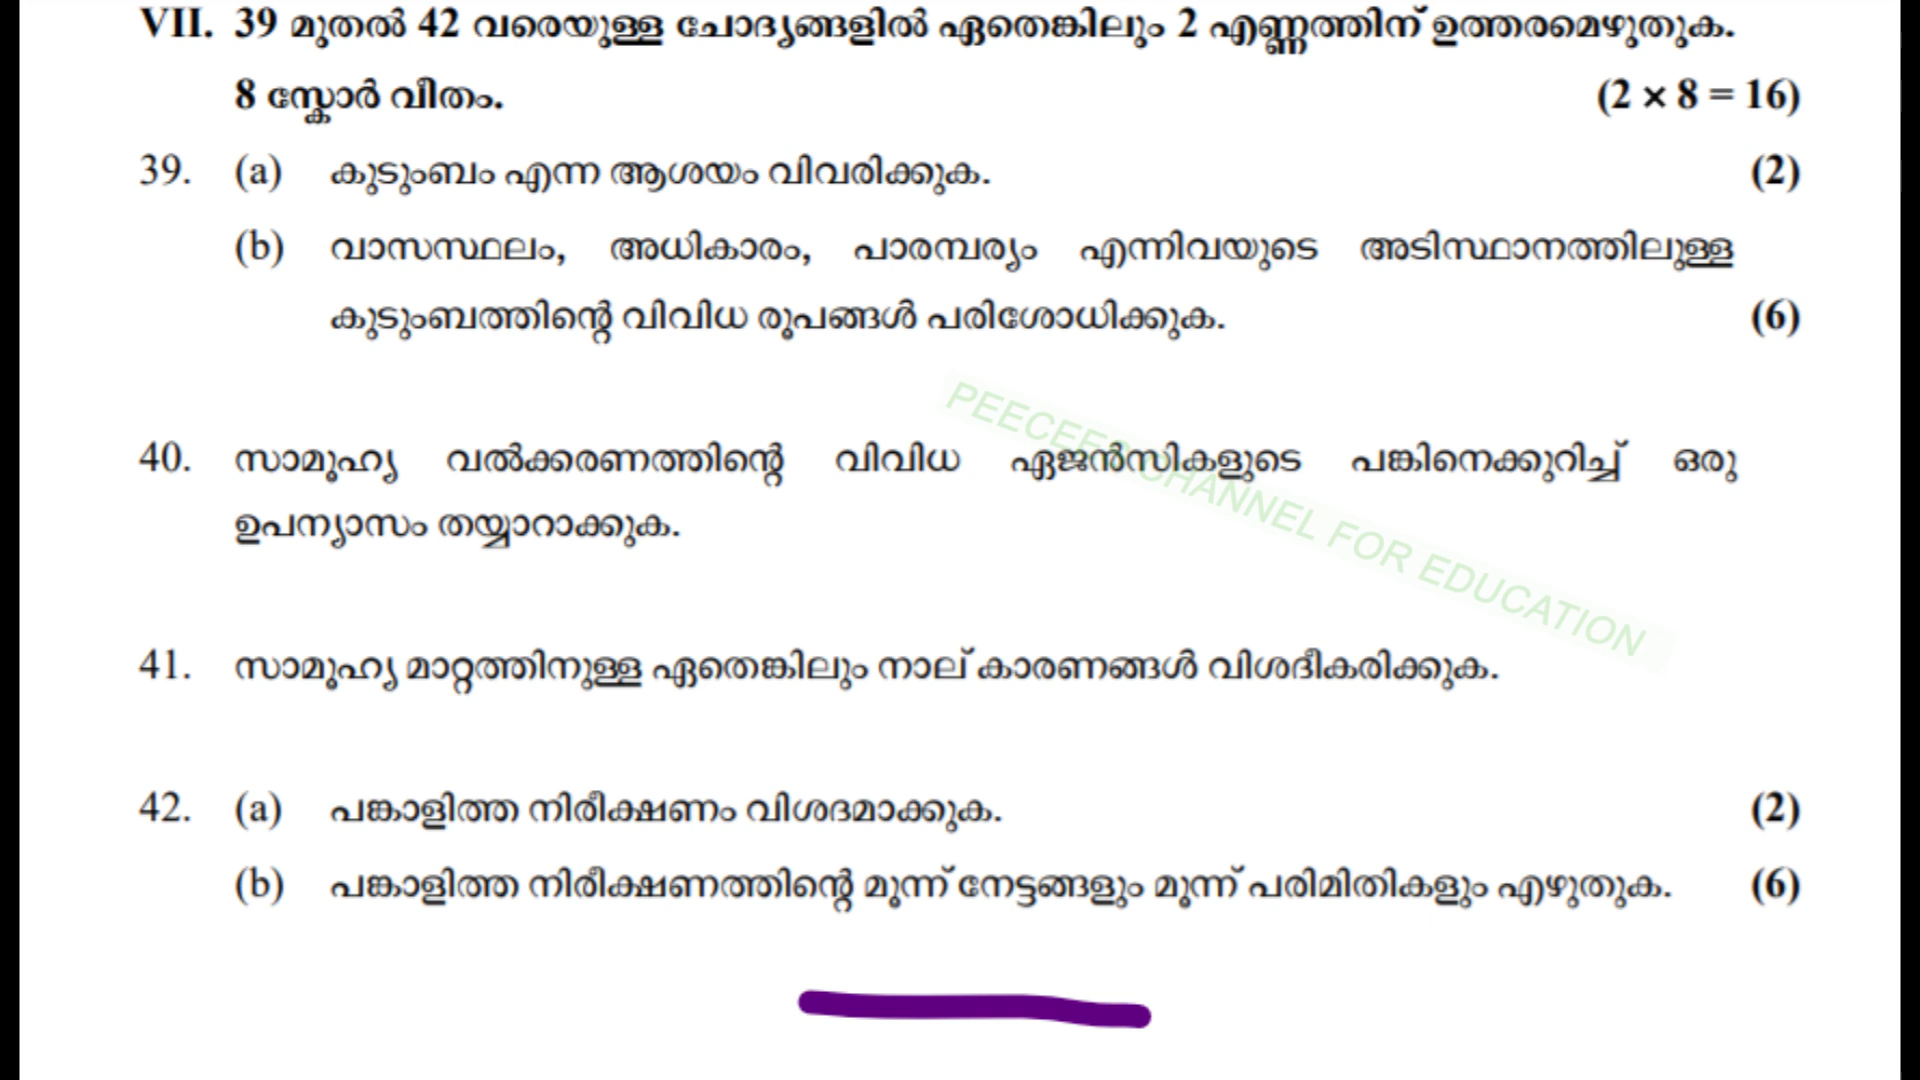 VII. 39 മുതൽ 42 വരെയുള്ള ചോദ്യങ്ങളിൽ ഏതെങ്കിലും 2 എണ്ണത്തിന് ഉത്തരമെഴുതുക.
8 സ്കോർ വീതം. (2 × 8 = 16)
39. (a) കുടുംബം എന്ന ആശയം വിവരിക്കുക. (2)
(b) വാസസ്ഥലം, അധികാരം, പാരമ്പര്യം എന്നിവയുടെ അടിസ്ഥാനത്തിലുള്ള
കുടുംബത്തിന്റെ വിവിധ രൂപങ്ങൾ പരിശോധിക്കുക. (6)
PEECEES CHANNEL FOR EDUCATION
40. സാമൂഹ്യ വൽക്കരണത്തിന്റെ വിവിധ ഏജൻസികളുടെ പങ്കിനെക്കുറിച്ച് ഒരു
ഉപന്യാസം തയ്യാറാക്കുക.
41. സാമൂഹ്യ മാറ്റത്തിനുള്ള ഏതെങ്കിലും നാല് കാരണങ്ങൾ വിശദീകരിക്കുക.
42. (a) പങ്കാളിത്ത നിരീക്ഷണം വിശദമാക്കുക. (2)
(b) പങ്കാളിത്ത നിരീക്ഷണത്തിന്റെ മൂന്ന് നേട്ടങ്ങളും മൂന്ന് പരിമിതികളും എഴുതുക. (6)